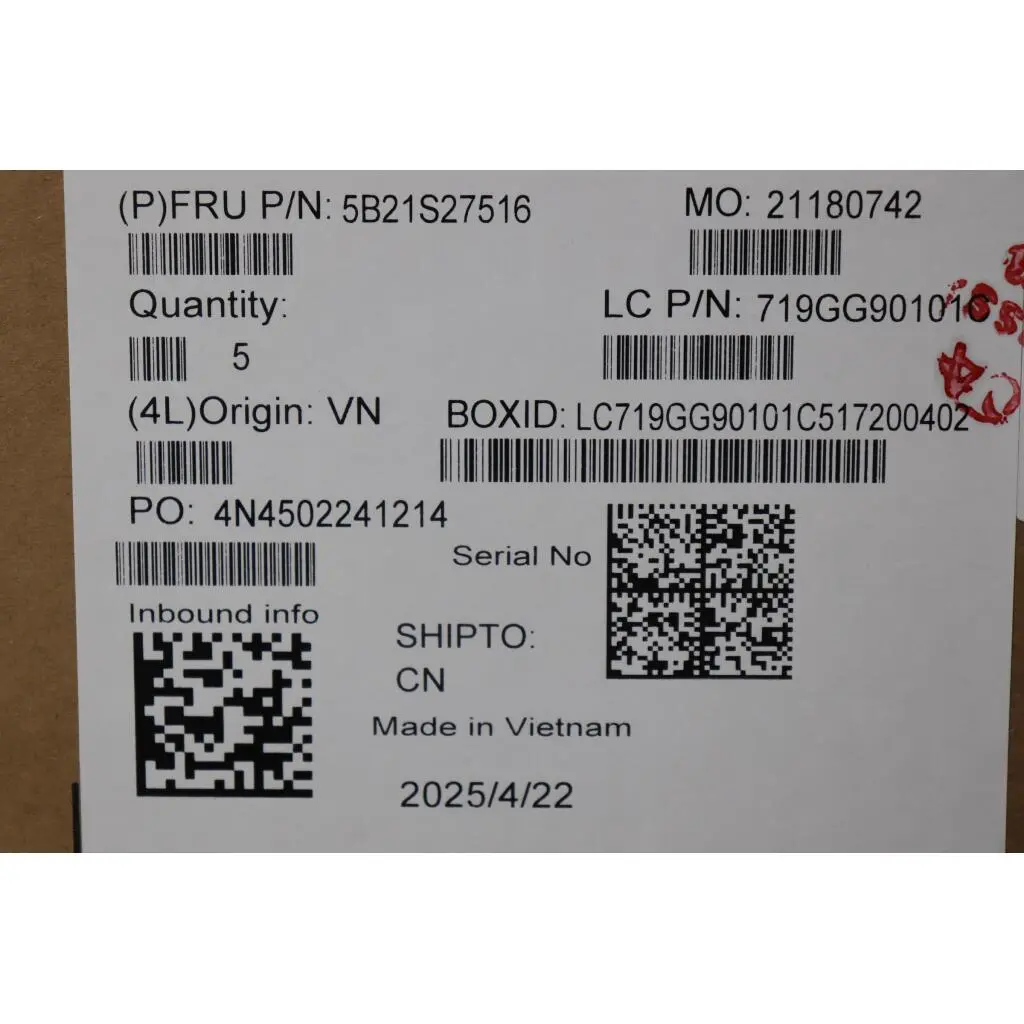 (P)FRU P/N: 5B21S27516
MO: 21180742
Quantity:
5
LC P/N: 719GG90101C
(4L)Origin: VN
BOXID: LC719GG90101C517200402
PO: 4N4502241214
Serial No
Inbound info
SHIPTO:
CN
Made in Vietnam
2025/4/22